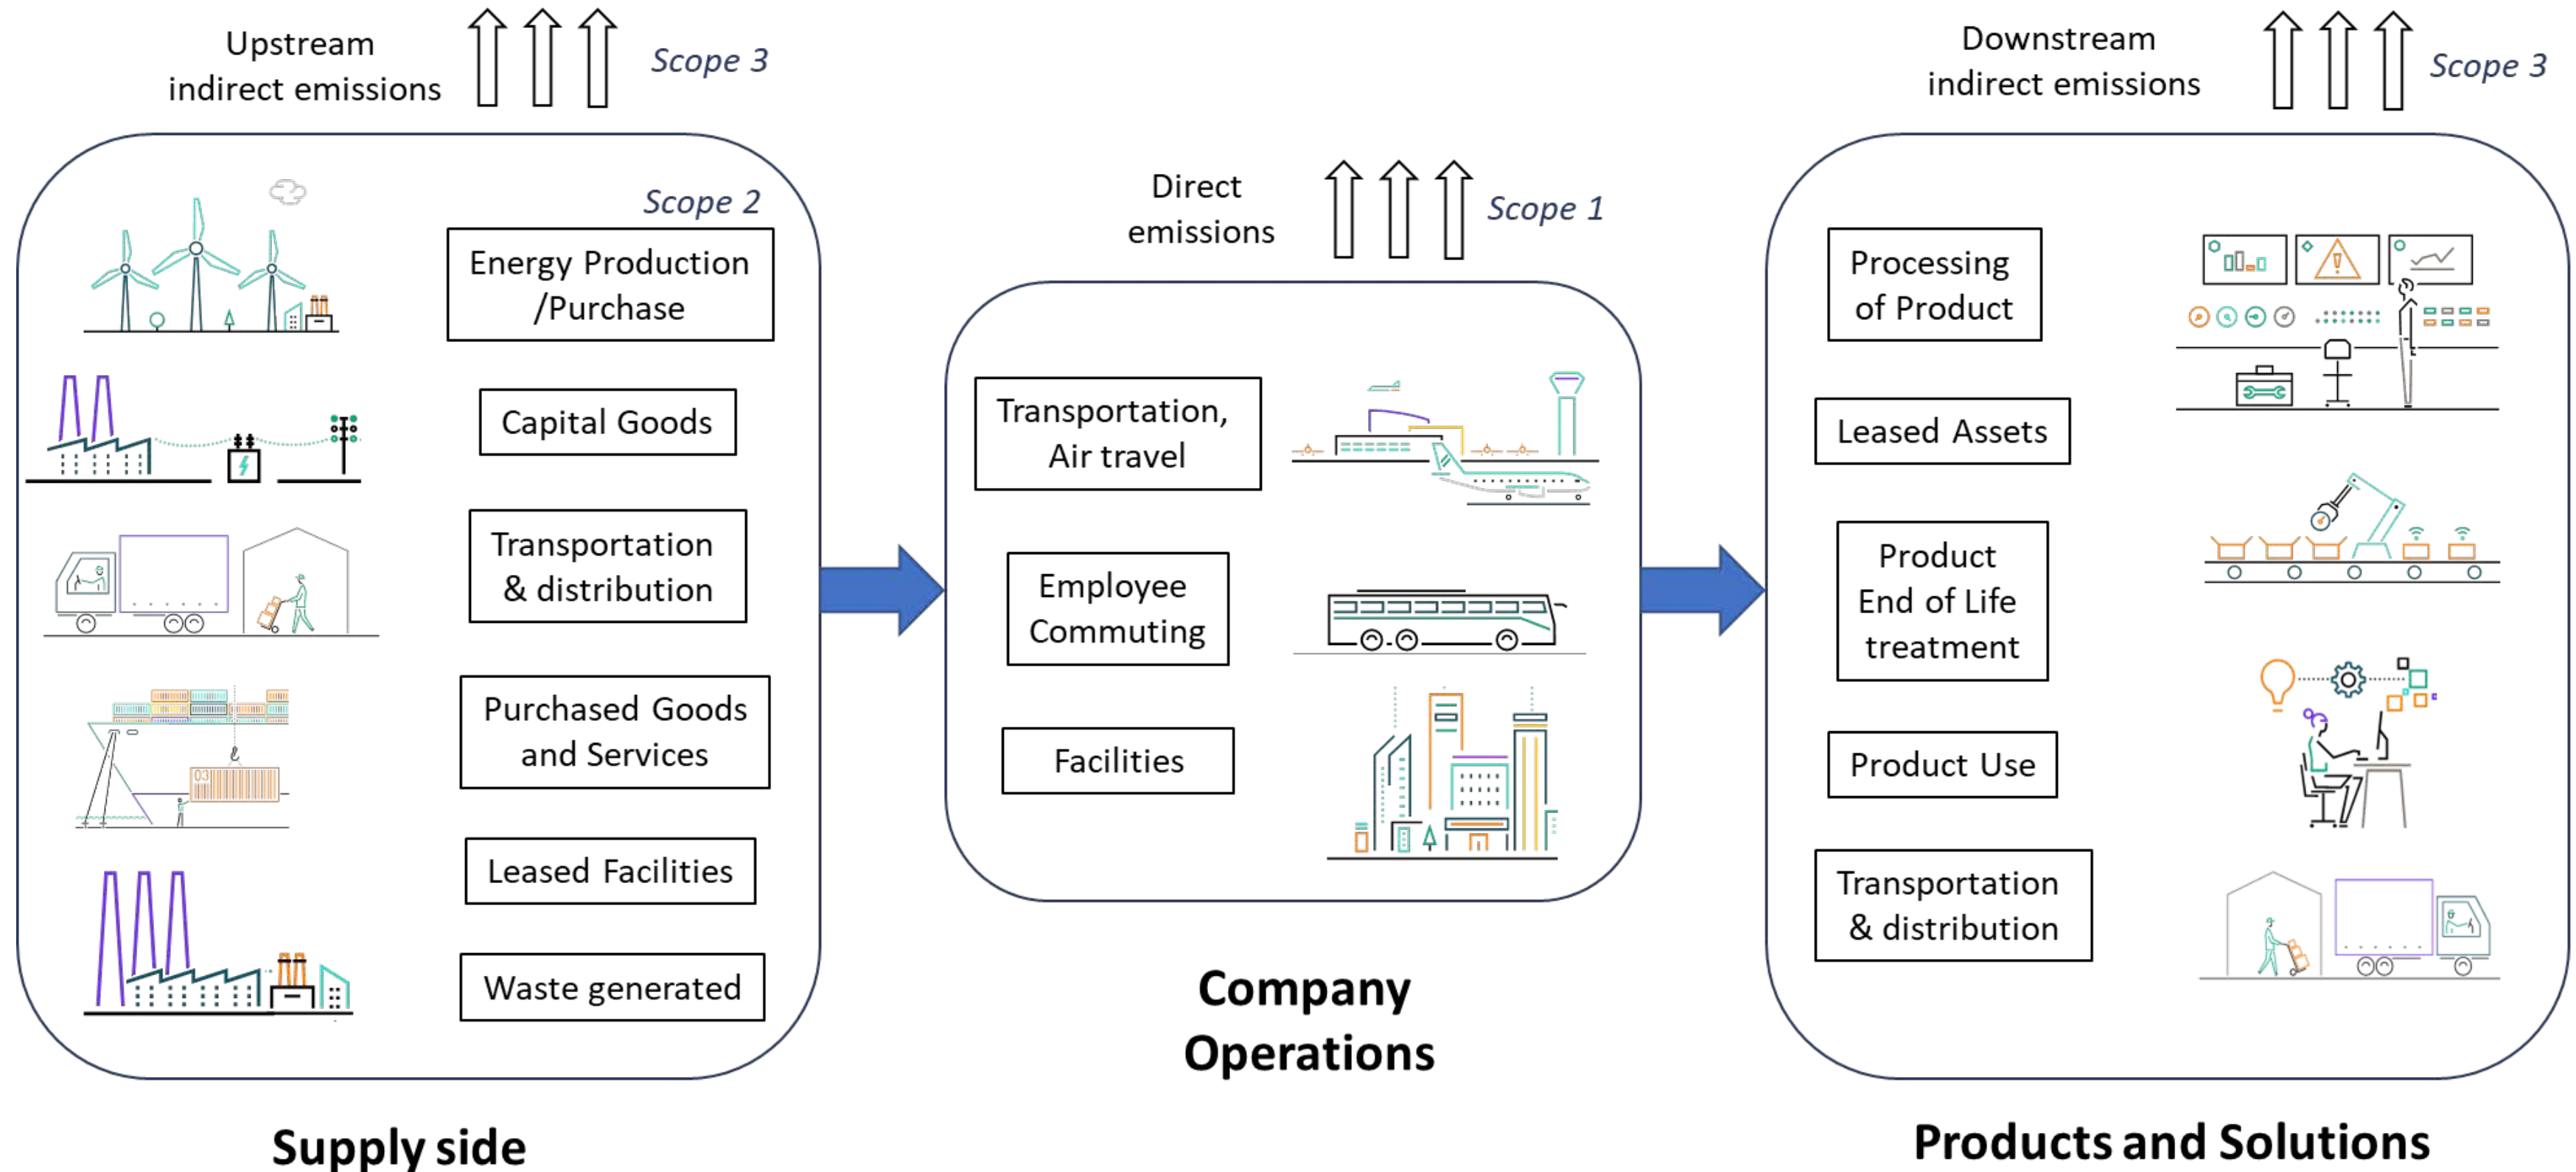 Upstream
indirect emissions
Scope 3
Scope 2
Energy Production
/Purchase
Capital Goods
Transportation
& distribution
Purchased Goods
and Services
03
Leased Facilities
Waste generated
Supply side
Direct
emissions
Scope 1
Transportation,
Air travel
Employee
Commuting
Facilities
Company
Operations
Downstream
indirect emissions
Scope 3
Processing
of Product
Leased Assets
Product
End of Life
treatment
Product Use
Transportation
& distribution
Products and Solutions